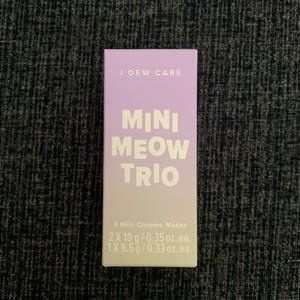 I DEW CARE
MINI
MEOW
TRIO
3 Mini Chrome Masks
2 X 10 g / 0.35 oz. ea.
1 X 9.5 g / 0.33 oz. ea.